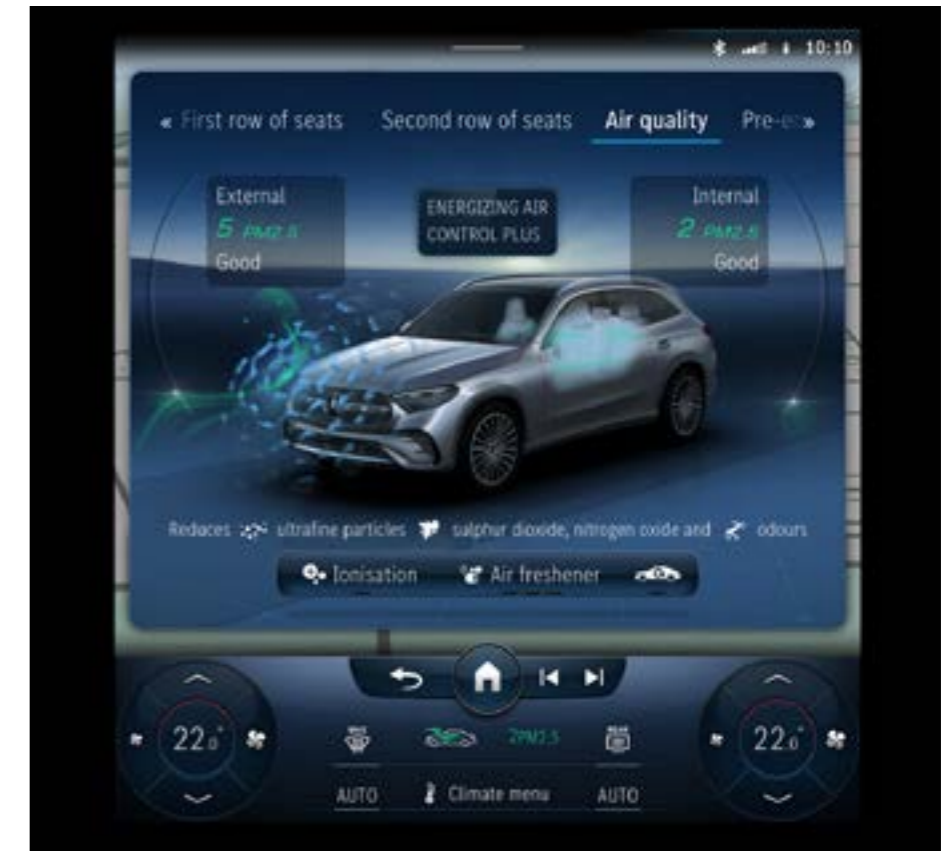 10:10
« First row of seats Second row of seats Air quality Pre-e »
External
5 PM2.5
Good
ENERGIZING AIR
CONTROL PLUS
Internal
2 PM2.5
Good
Reduces ultrafine particles sulphur dioxide, nitrogen oxide and odours
Ionisation Air freshener
22.0° 2PM2.5 22.0°
AUTO Climate menu AUTO